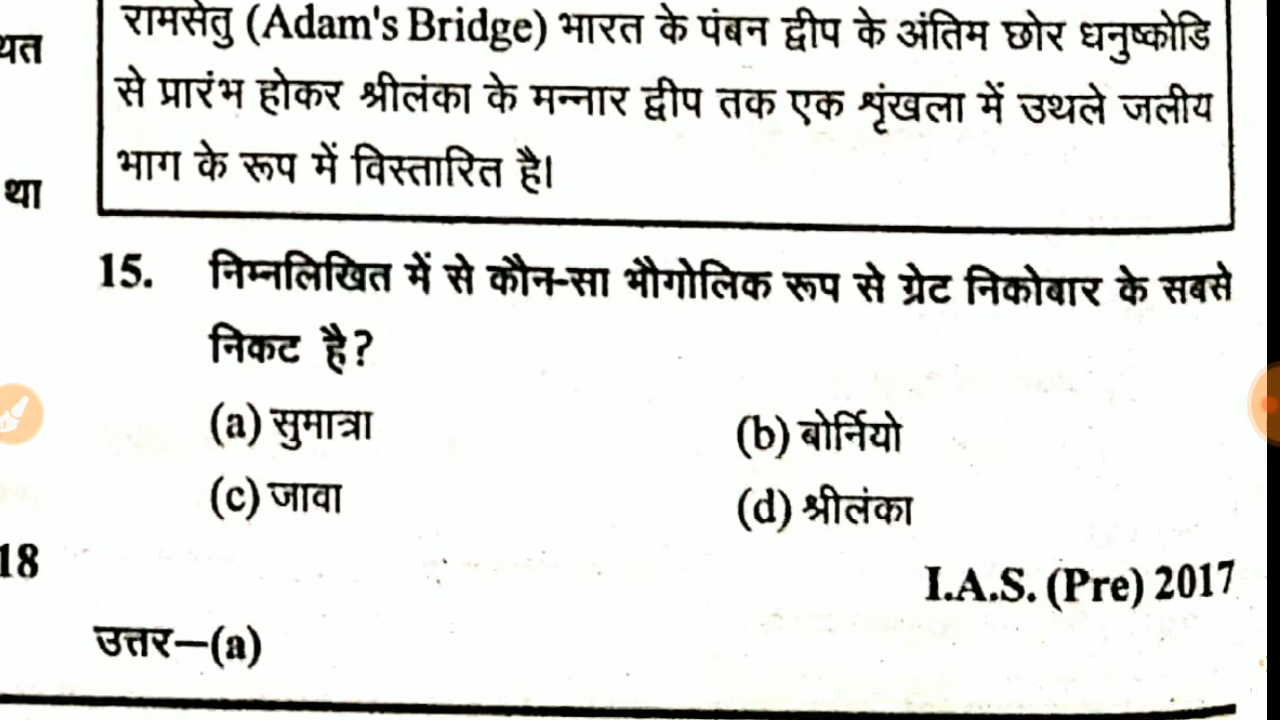 रामसेतु (Adam's Bridge) भारत के पंबन द्वीप के अंतिम छोर धनुष्कोडि
से प्रारंभ होकर श्रीलंका के मन्नार द्वीप तक एक शृंखला में उथले जलीय
भाग के रूप में विस्तारित है।
था
15. निम्नलिखित में से कौन-सा भौगोलिक रूप से ग्रेट निकोबार के सबसे
निकट है?
(a) सुमात्रा (b) बोर्नियो
(c) जावा (d) श्रीलंका
18
I.A.S. (Pre) 2017
उत्तर—(a)